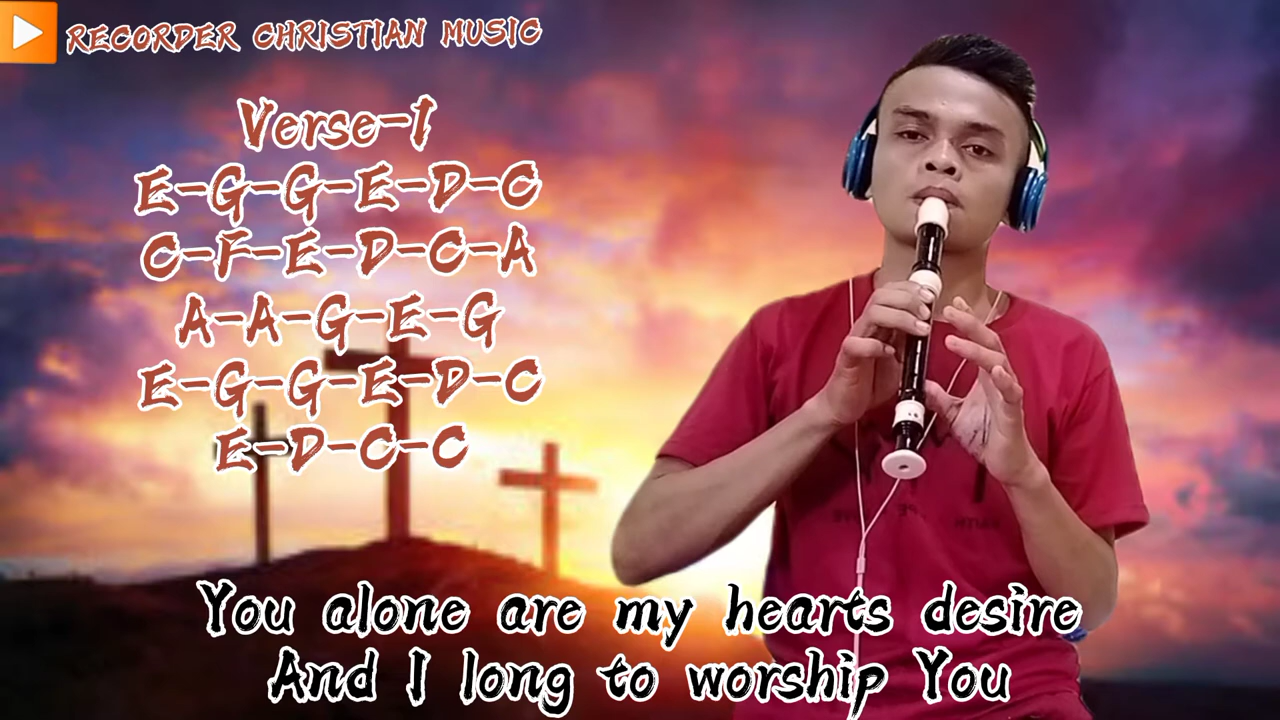 RECORDER CHRISTIAN MUSIC
Verse-1
E-G-G-E-D-C
C-F-E-D-C-A
A-A-G-E-G
E-G-G-E-D-C
E-D-C-C
You alone are my hearts desire
And I long to worship You